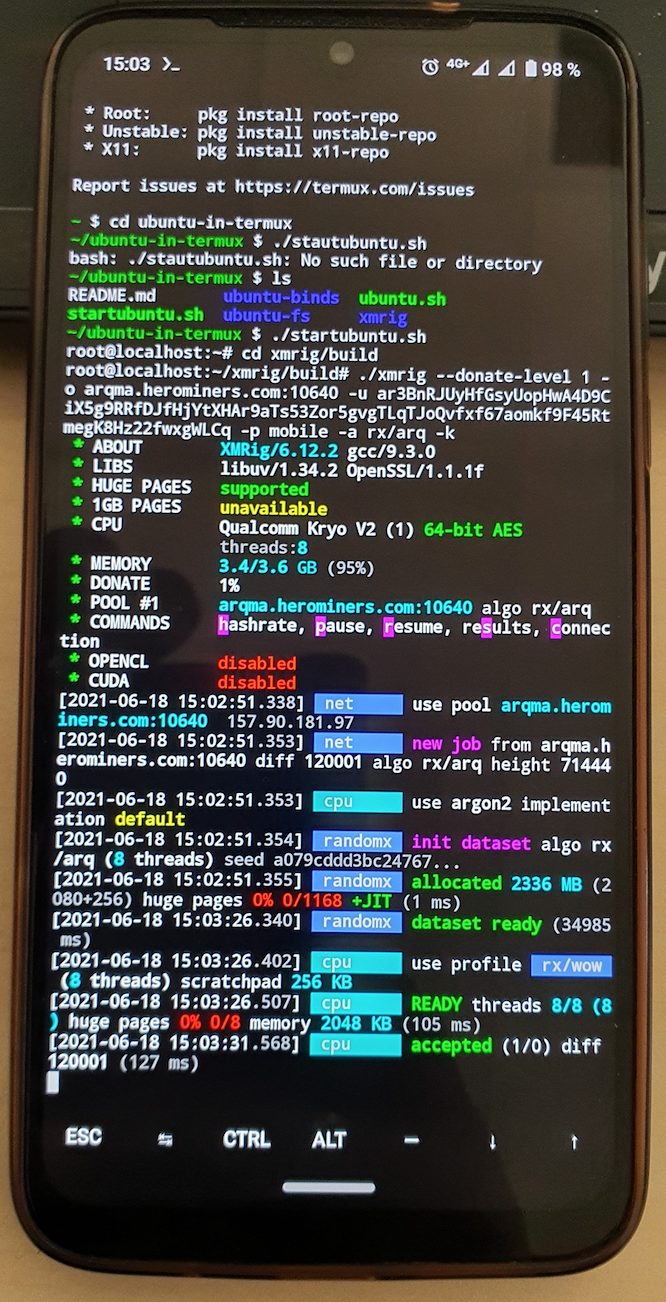 15:03 >_ 4G+ 98 %
* Root: pkg install root-repo
* Unstable: pkg install unstable-repo
* X11: pkg install x11-repo
Report issues at https://termux.com/issues
~ $ cd ubuntu-in-termux
~/ubuntu-in-termux $ ./stautubuntu.sh
bash: ./stautubuntu.sh: No such file or directory
~/ubuntu-in-termux $ ls
README.md ubuntu-binds ubuntu.sh
startubuntu.sh ubuntu-fs xmrig
~/ubuntu-in-termux $ ./startubuntu.sh
root@localhost:~# cd xmrig/build
root@localhost:~/xmrig/build# ./xmrig --donate-level 1 -
o arqma.herominers.com:10640 -u ar3BnRJUyHfGsyUopHwA4D9C
iX5g9RRfDJfHjYtXHAr9aTs53Zor5gvgTLqTJoQvfxf67aomkf9F45Rt
megK8Hz22fwxgWLCq -p mobile -a rx/arq -k
* ABOUT XMRig/6.12.2 gcc/9.3.0
* LIBS libuv/1.34.2 OpenSSL/1.1.1f
* HUGE PAGES supported
* 1GB PAGES unavailable
* CPU Qualcomm Kryo V2 (1) 64-bit AES
threads:8
* MEMORY 3.4/3.6 GB (95%)
* DONATE 1%
* POOL #1 arqma.herominers.com:10640 algo rx/arq
* COMMANDS hashrate, pause, resume, results, connec
tion
* OPENCL disabled
* CUDA disabled
[2021-06-18 15:02:51.338] net use pool arqma.herom
iners.com:10640 157.90.181.97
[2021-06-18 15:02:51.353] net new job from arqma.h
erominers.com:10640 diff 120001 algo rx/arq height 71444
0
[2021-06-18 15:02:51.353] cpu use argon2 implement
ation default
[2021-06-18 15:02:51.354] randomx init dataset algo rx
/arq (8 threads) seed a079cddd3bc24767...
[2021-06-18 15:02:51.355] randomx allocated 2336 MB (2
080+256) huge pages 0% 0/1168 +JIT (1 ms)
[2021-06-18 15:03:26.340] randomx dataset ready (34985
ms)
[2021-06-18 15:03:26.402] cpu use profile rx/wow
(8 threads) scratchpad 256 KB
[2021-06-18 15:03:26.507] cpu READY threads 8/8 (8
) huge pages 0% 0/8 memory 2048 KB (105 ms)
[2021-06-18 15:03:31.568] cpu accepted (1/0) diff
120001 (127 ms)
ESC ⇆ CTRL ALT — ↓ ↑